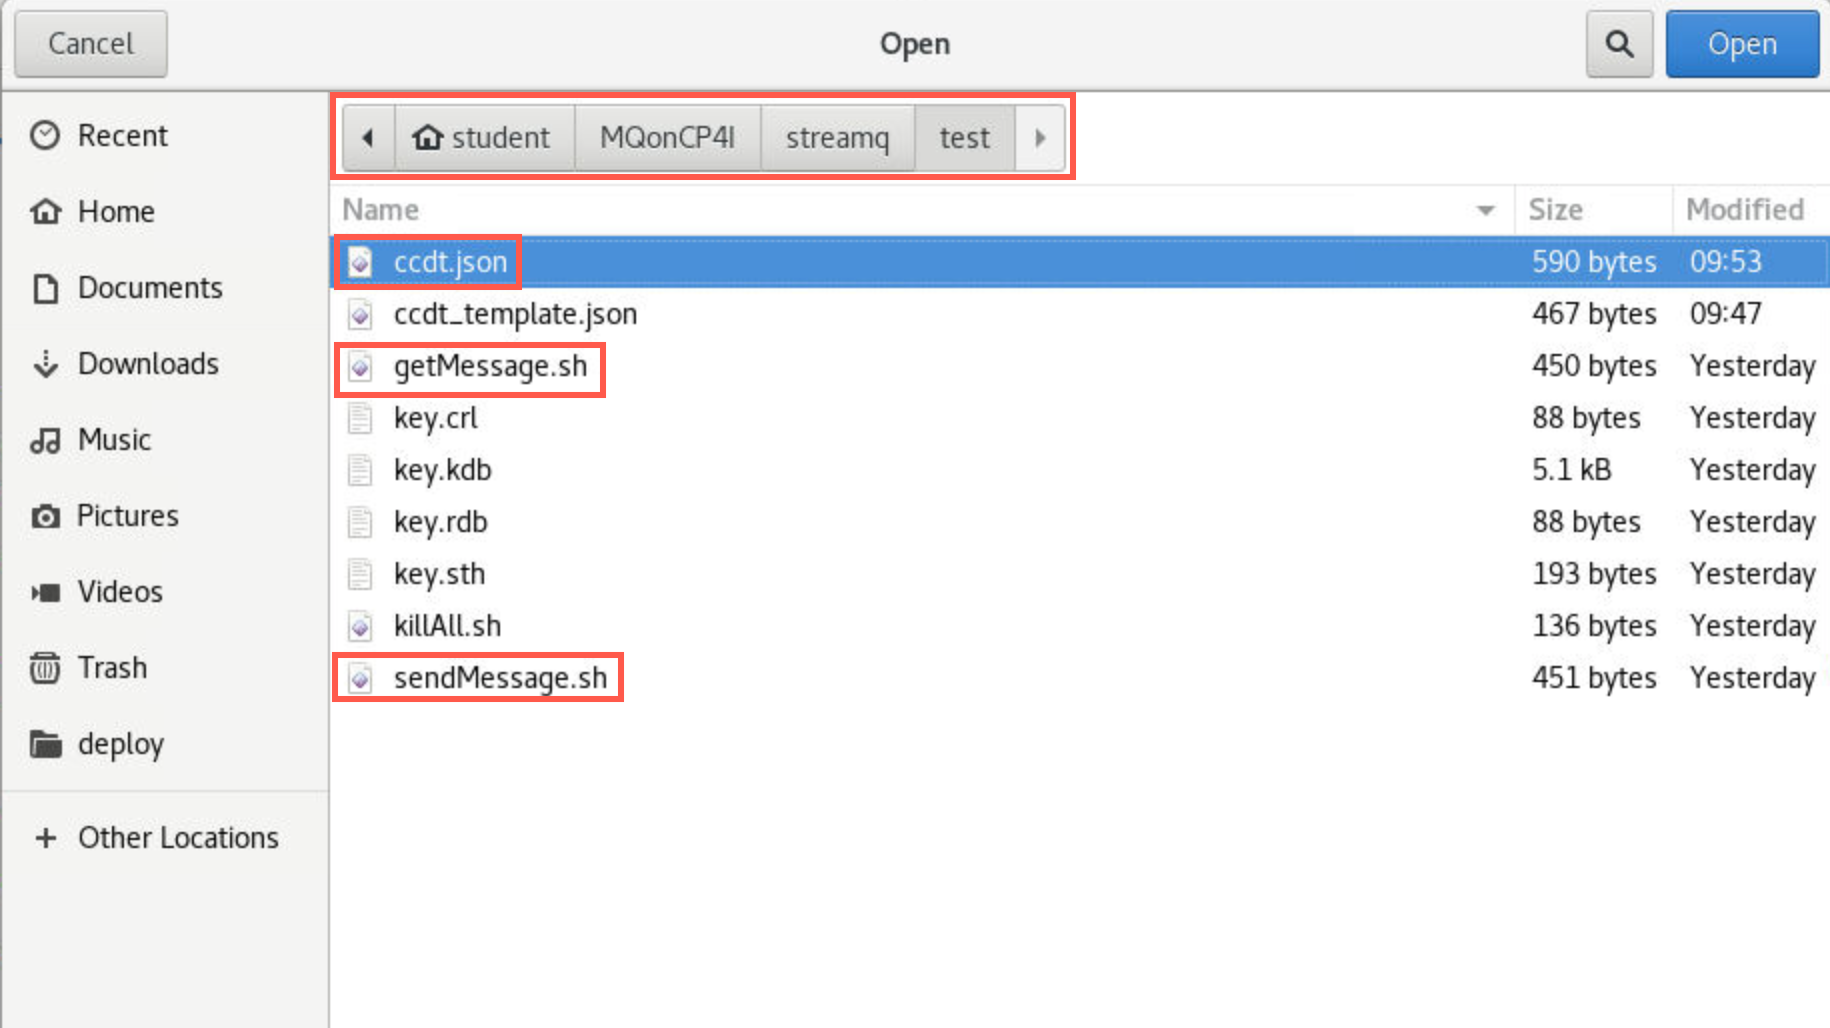 Cancel Open Open
Recent
Home
Documents
Downloads
Music
Pictures
Videos
Trash
deploy
Other Locations
student MQonCP4I streamq test
Name Size Modified
ccdt.json 590 bytes 09:53
ccdt_template.json 467 bytes 09:47
getMessage.sh 450 bytes Yesterday
key.crl 88 bytes Yesterday
key.kdb 5.1 kB Yesterday
key.rdb 88 bytes Yesterday
key.sth 193 bytes Yesterday
killAll.sh 136 bytes Yesterday
sendMessage.sh 451 bytes Yesterday